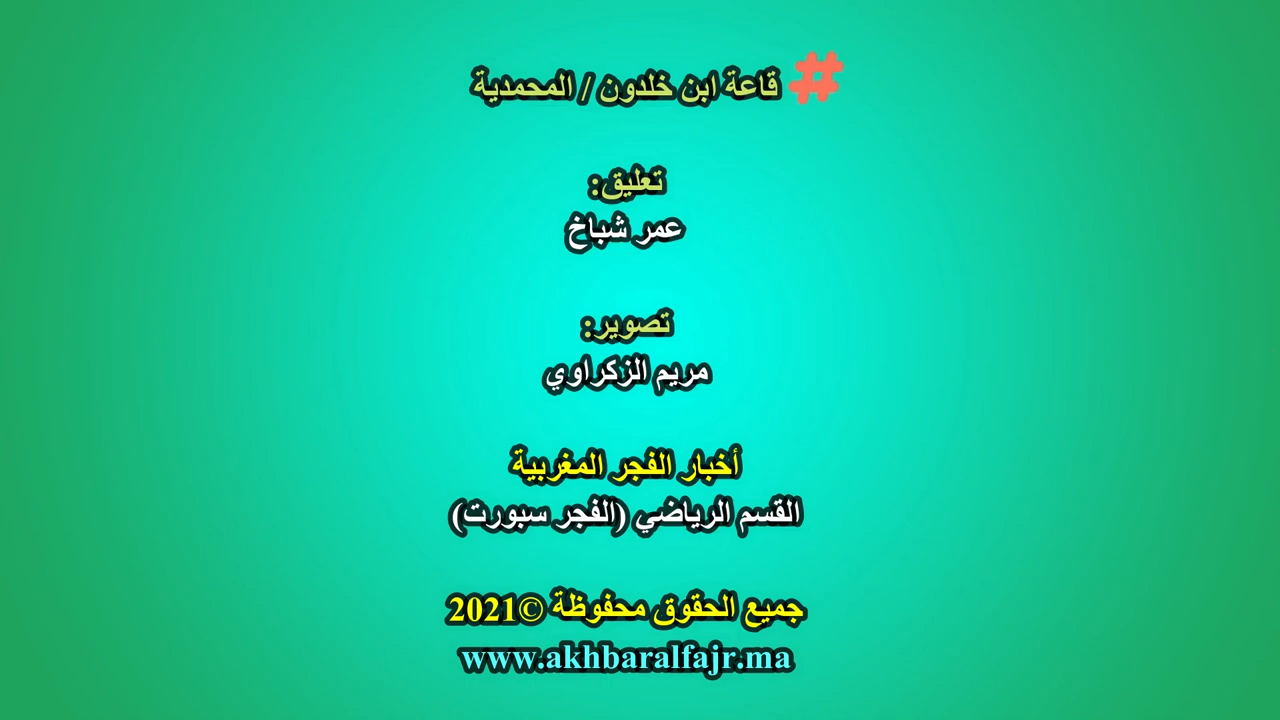 # قاعة ابن خلدون / المحمدية
تعليق:
عمر شباخ
تصوير:
مريم الزكراوي
أخبار الفجر المغربية
القسم الرياضي (الفجر سبورت)
جميع الحقوق محفوظة ©2021
www.akhbaralfajr.ma